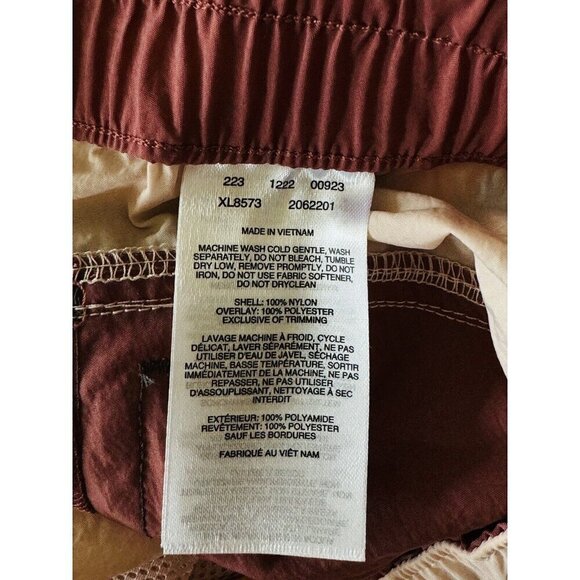 223 1222 00923
XL8573 2062201
MADE IN VIETNAM
MACHINE WASH COLD GENTLE, WASH
SEPARATELY, DO NOT BLEACH, TUMBLE
DRY LOW, REMOVE PROMPTLY, DO NOT
IRON, DO NOT USE FABRIC SOFTENER,
DO NOT DRYCLEAN
SHELL: 100% NYLON
OVERLAY: 100% POLYESTER
EXCLUSIVE OF TRIMMING
LAVAGE MACHINE À FROID, CYCLE
DÉLICAT, LAVER SÉPARÉMENT, NE PAS
UTILISER D'EAU DE JAVEL, SÉCHAGE
MACHINE, BASSE TEMPÉRATURE, SORTIR
IMMÉDIATEMENT DE LA MACHINE, NE PAS
REPASSER, NE PAS UTILISER
D'ASSOUPLISSANT, NETTOYAGE À SEC
INTERDIT
EXTÉRIEUR: 100% POLYAMIDE
REVÊTEMENT: 100% POLYESTER
SAUF LES BORDURES
FABRIQUÉ AU VIÊT NAM